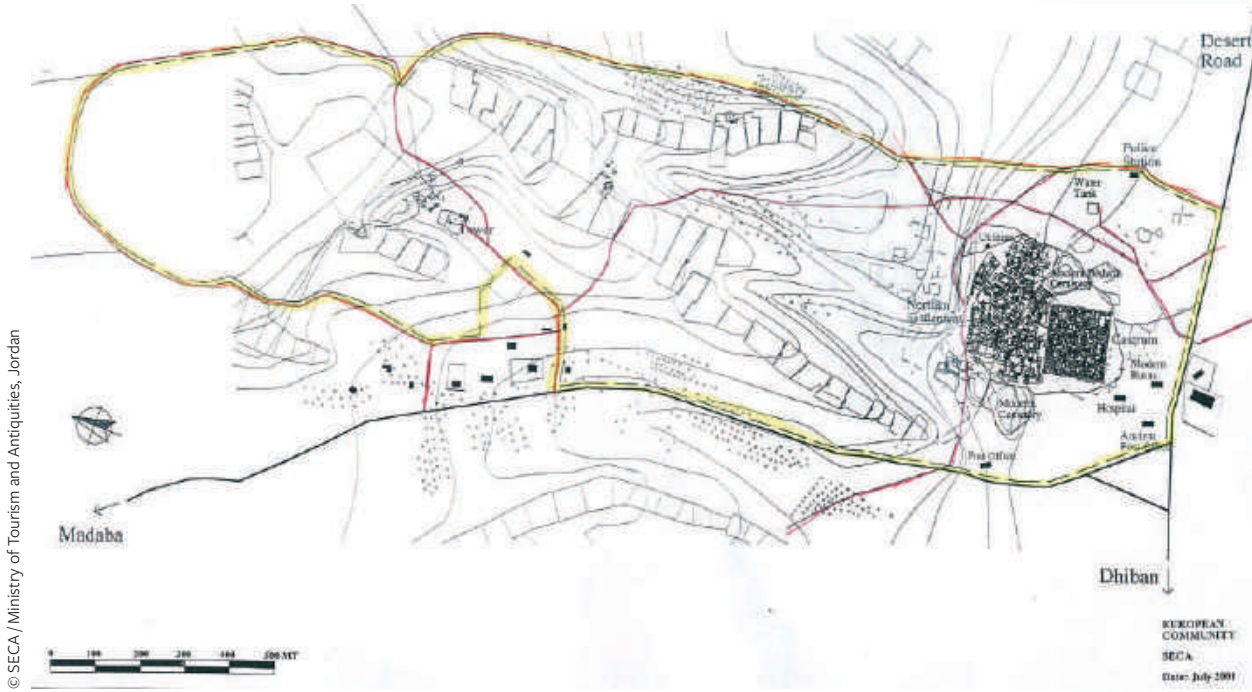 © SECA / Ministry of Tourism and Antiquities, Jordan
Desert
Road
Police
Station
Water
Tank
Tower
Northern
Settlement
Castrum
Modern
Ruins
Hospital
Modern
Cemetery
Post Office
Ancient
Madaba
Dhiban
0 100 200 300 400 500 MT
EUROPEAN
COMMUNITY
SECA
Date: July 2001